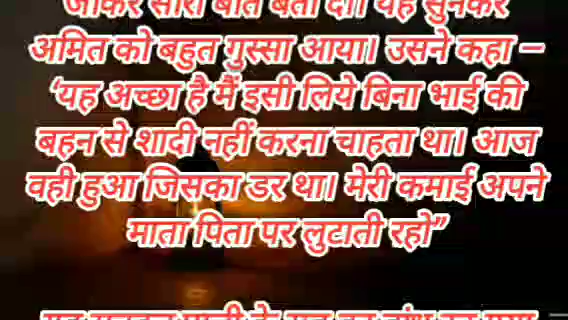 जाकर सारी बात बता दी। यह सुनकर
अमित को बहुत गुस्सा आया। उसने कहा –
‘यह अच्छा है मैं इसी लिये बिना भाई की
बहन से शादी नहीं करना चाहता था। आज
वही हुआ जिसका डर था। मेरी कमाई अपने
माता पिता पर लुटाती रहो”